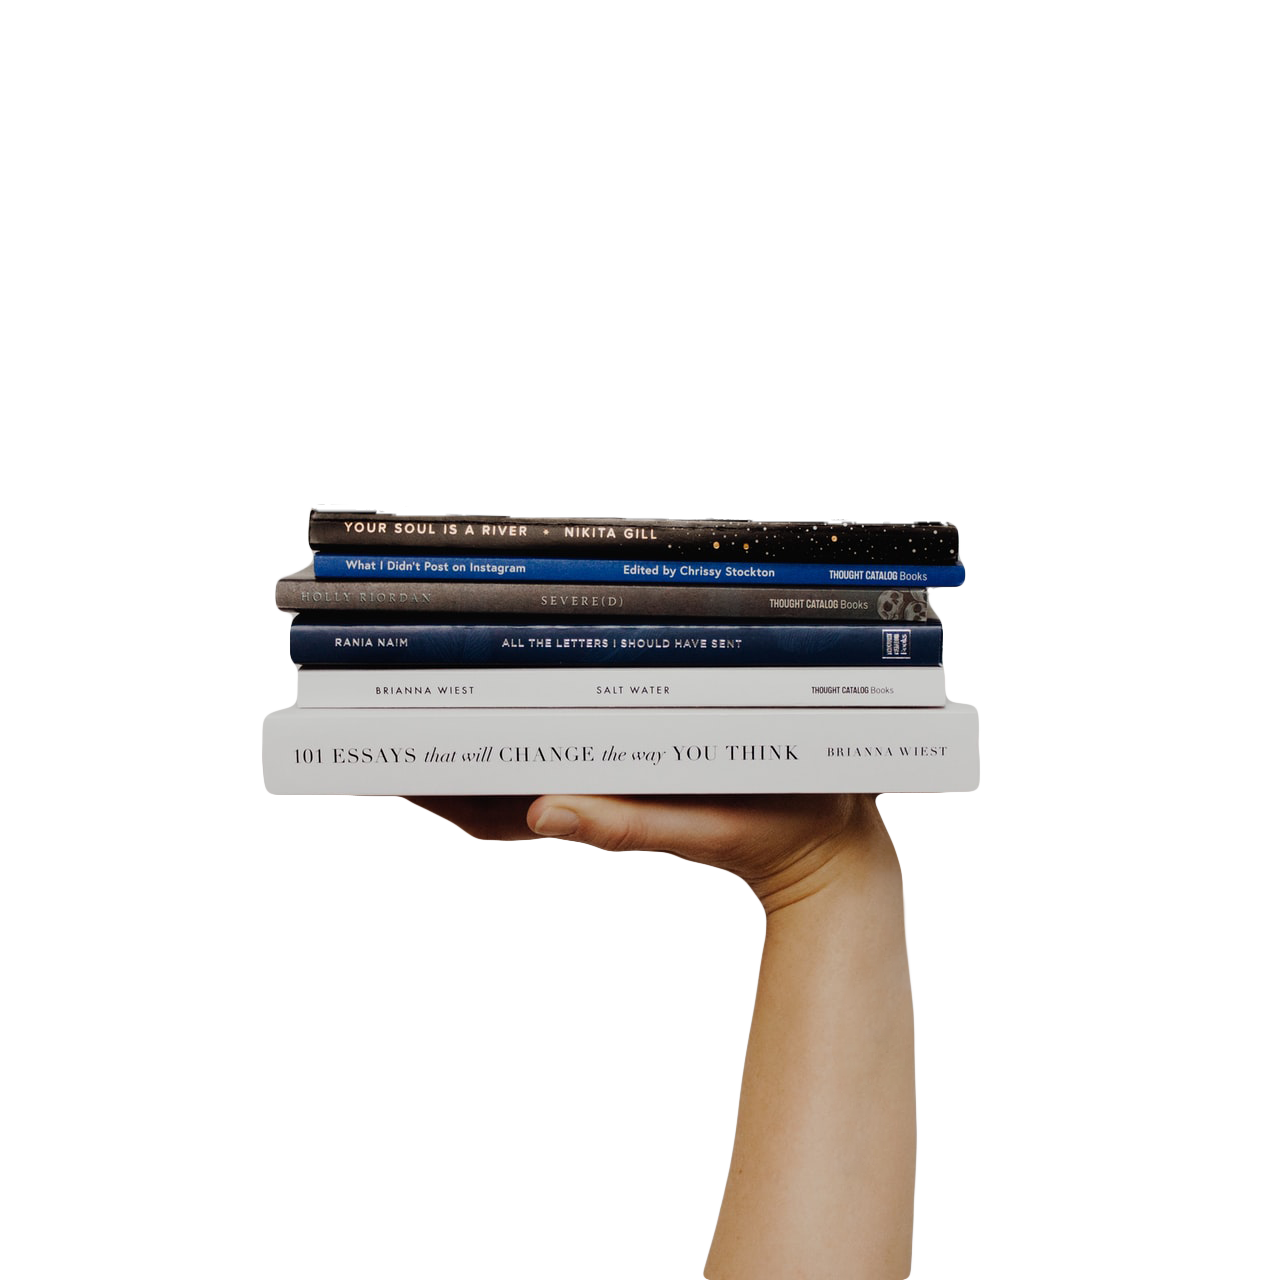 YOUR SOUL IS A RIVER • NIKITA GILL
What I Didn't Post on Instagram Edited by Chrissy Stockton THOUGHT CATALOG Books
HOLLY RIORDAN SEVERE(D) THOUGHT CATALOG Books
RANIA NAIM ALL THE LETTERS I SHOULD HAVE SENT
BRIANNA WIEST SALT WATER THOUGHT CATALOG Books
101 ESSAYS that will CHANGE the way YOU THINK BRIANNA WIEST